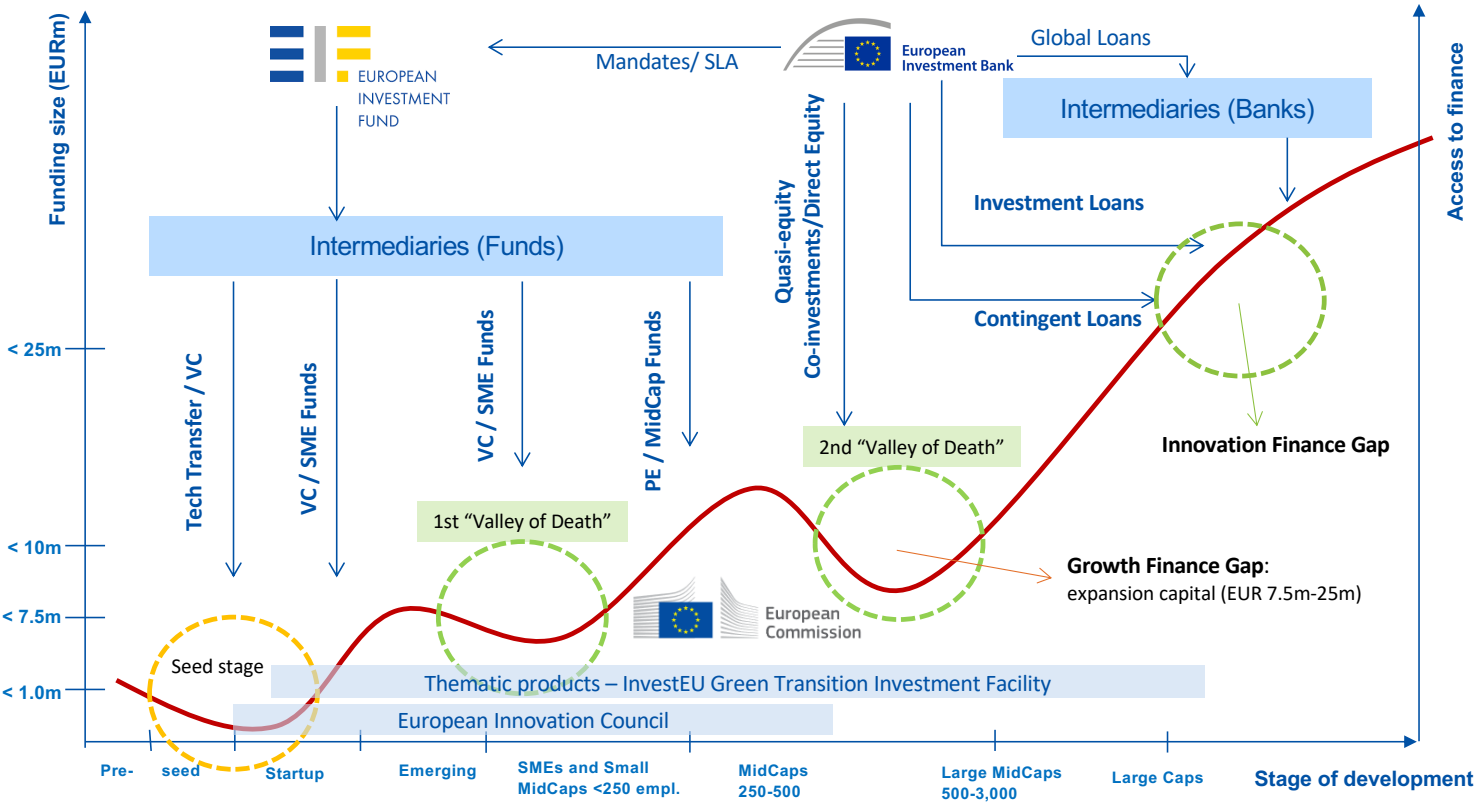 Funding size (EURm)
EUROPEAN
INVESTMENT
FUND
Mandates/ SLA
European
Investment Bank
Global Loans
Intermediaries (Banks)
Access to finance
Intermediaries (Funds)
Tech Transfer / VC
VC / SME Funds
VC / SME Funds
PE / MidCap Funds
Quasi-equity
Co-investments/Direct Equity
Investment Loans
Contingent Loans
Innovation Finance Gap
< 25m
< 10m
< 7.5m
< 1.0m
1st “Valley of Death”
2nd “Valley of Death”
Growth Finance Gap:
expansion capital (EUR 7.5m-25m)
European
Commission
Seed stage
Thematic products – InvestEU Green Transition Investment Facility
European Innovation Council
Pre-
seed
Startup
Emerging
SMEs and Small
MidCaps <250 empl.
MidCaps
250-500
Large MidCaps
500-3,000
Large Caps
Stage of development